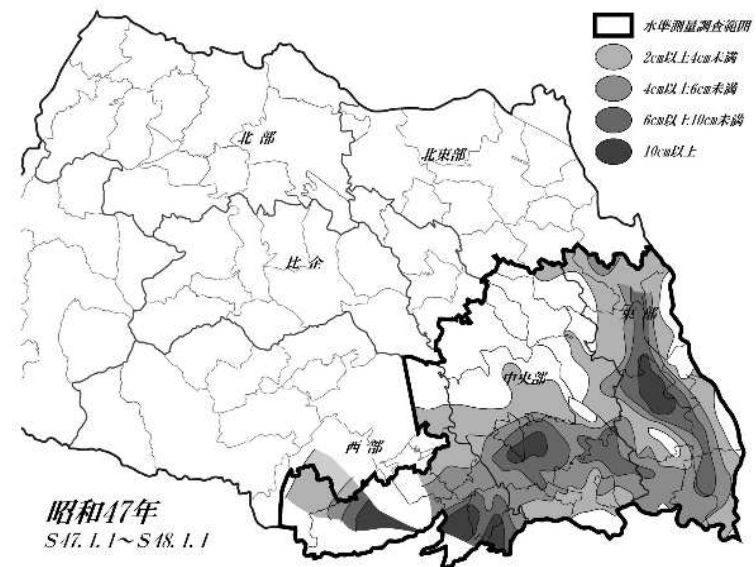 水準測量調査範囲
2cm以上4cm未満
4cm以上6cm未満
6cm以上10cm未満
10cm以上
北部
北東部
比企
東部
中央部
西部
昭和47年
S47.1.1～S48.1.1